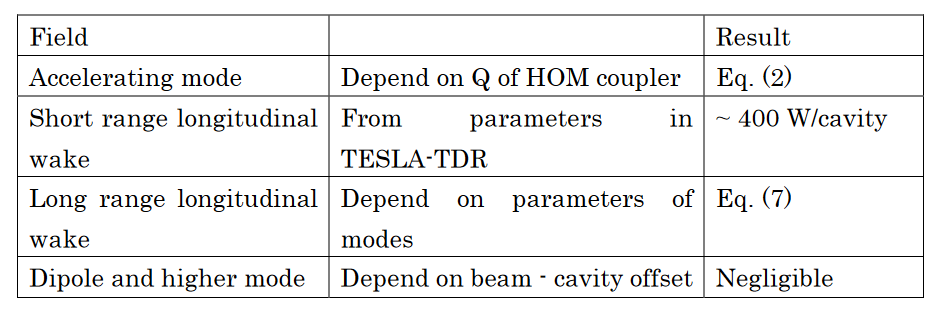 Field Result
Accelerating mode Depend on Q of HOM coupler Eq. (2)
Short range longitudinal From parameters in ~ 400 W/cavity
wake TESLA-TDR
Long range longitudinal Depend on parameters of Eq. (7)
wake modes
Dipole and higher mode Depend on beam - cavity offset Negligible